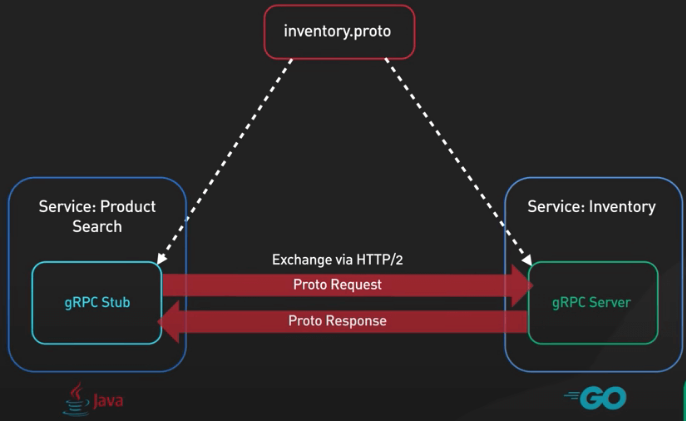 inventory.proto
Service: Product
Search
Service: Inventory
Exchange via HTTP/2
Proto Request
gRPC Stub
gRPC Server
Proto Response
Java
GO